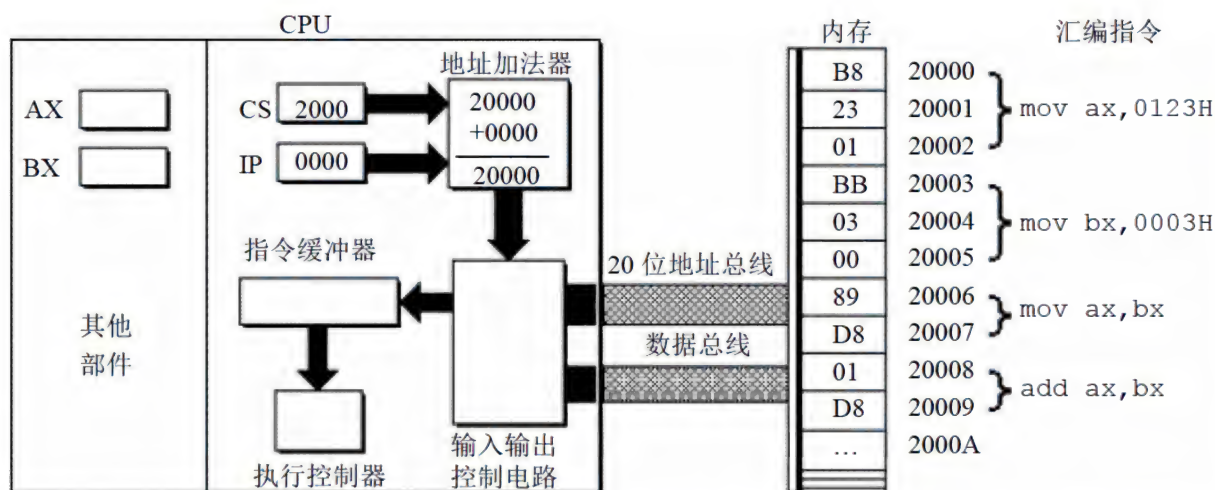 CPU
AX
BX
其他
部件
CS
2000
IP
0000
地址加法器
20000
+0000
20000
指令缓冲器
执行控制器
输入输出
控制电路
20 位地址总线
数据总线
内存
汇编指令
B8 20000
23 20001
01 20002
mov ax,0123H
BB 20003
03 20004
00 20005
mov bx,0003H
89 20006
D8 20007
mov ax,bx
01 20008
D8 20009
add ax,bx
… 2000A